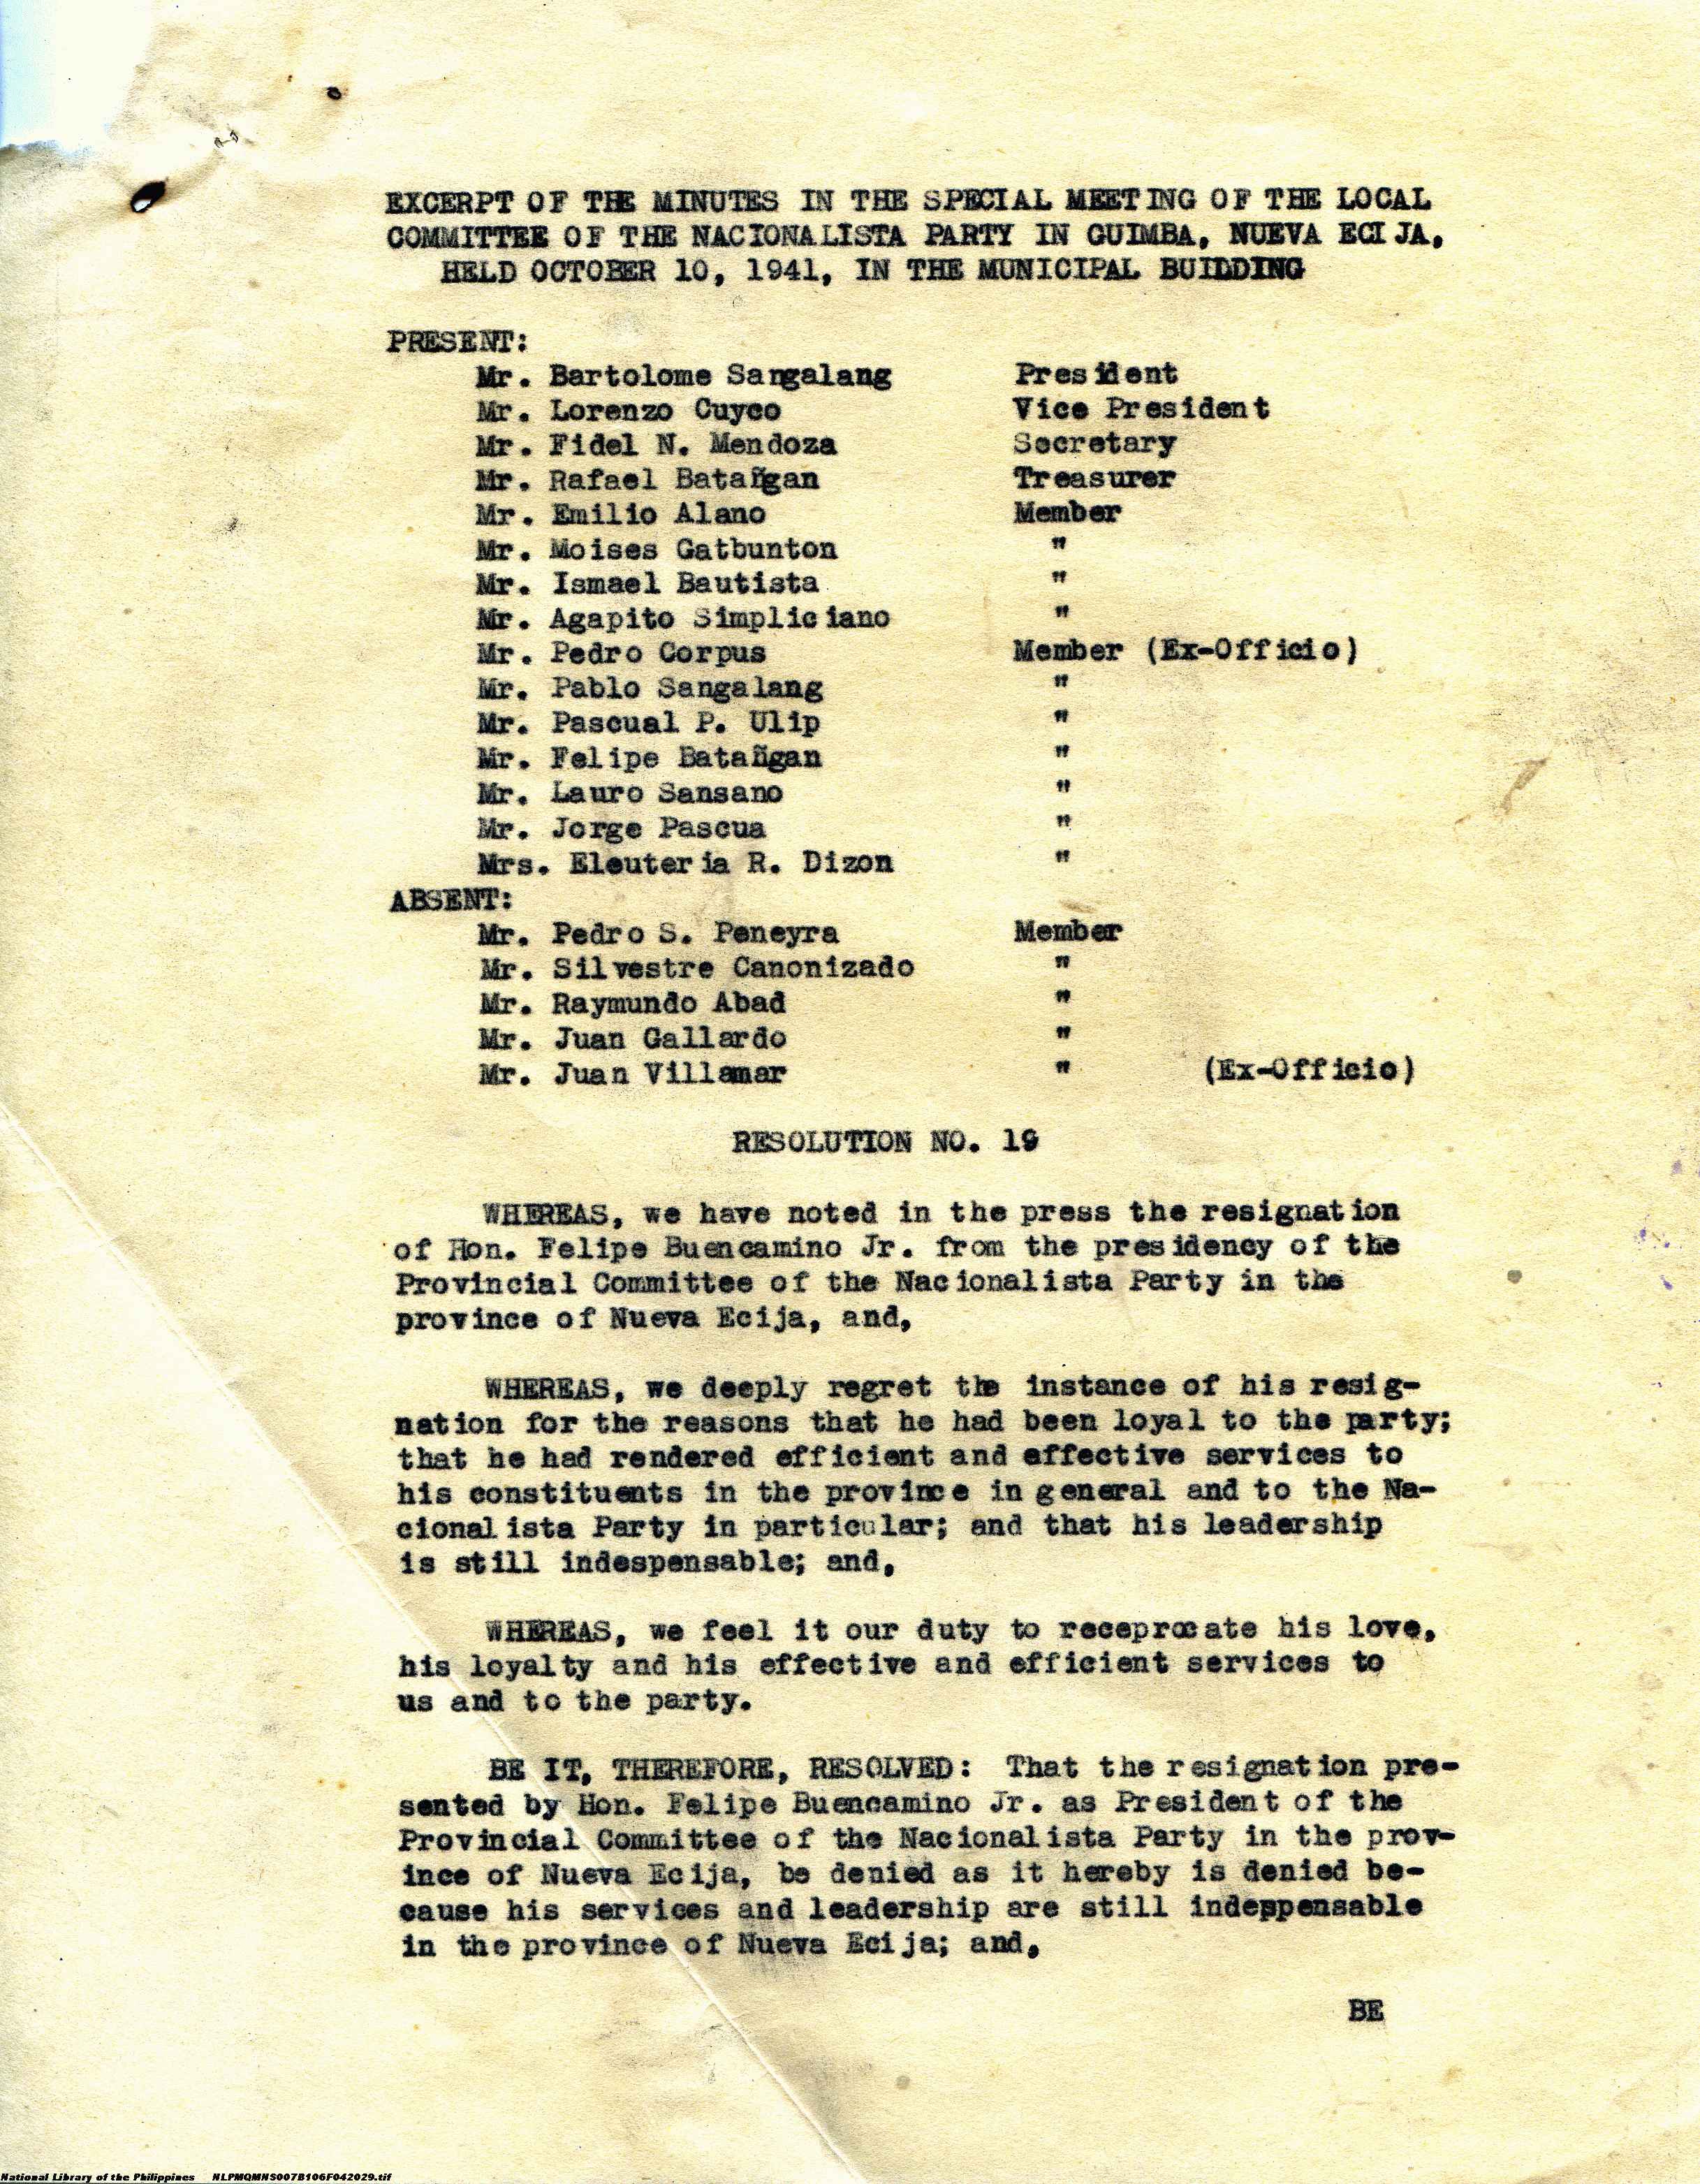 EXCERPT OF THE MINUTES IN THE SPECIAL MEETING OF THE LOCAL
COMMITTEE OF THE NACIONALISTA PARTY IN GUIMBA, NUEVA ECIJA,
HELD OCTOBER 10, 1941, IN THE MUNICIPAL BUILDING
PRESENT:
Mr. Bartolome Sangalang President
Mr. Lorenzo Cuyco Vice President
Mr. Fidel N. Mendoza Secretary
Mr. Rafael Batañgan Treasurer
Mr. Emilio Alano Member
Mr. Moises Gatbunton "
Mr. Ismael Bautista "
Mr. Agapito Simpliciano "
Mr. Pedro Corpus Member (Ex-Officio)
Mr. Pablo Sangalang "
Mr. Pascual P. Ulip "
Mr. Felipe Batañgan "
Mr. Lauro Sansano "
Mr. Jorge Pascua "
Mrs. Eleuteria R. Dizon "
ABSENT:
Mr. Pedro S. Peneyra Member
Mr. Silvestre Canonizado "
Mr. Raymundo Abad "
Mr. Juan Gallardo "
Mr. Juan Villamar " (Ex-Officio)
RESOLUTION NO. 19
WHEREAS, we have noted in the press the resignation
of Hon. Felipe Buencamino Jr. from the presidency of the
Provincial Committee of the Nacionalista Party in the
province of Nueva Ecija, and,
WHEREAS, we deeply regret the instance of his resig-
nation for the reasons that he had been loyal to the party;
that he had rendered efficient and effective services to
his constituents in the province in general and to the Na-
cionalista Party in particular; and that his leadership
is still indespensable; and,
WHEREAS, we feel it our duty to receprocate his love,
his loyalty and his effective and efficient services to
us and to the party.
BE IT, THEREFORE, RESOLVED: That the resignation pre-
sented by Hon. Felipe Buencamino Jr. as President of the
Provincial Committee of the Nacionalista Party in the prov-
ince of Nueva Ecija, be denied as it hereby is denied be-
cause his services and leadership are still indeppensable
in the province of Nueva Ecija; and,
BE
National Library of the Philippines NLPMQMNS007B106F042029.tif